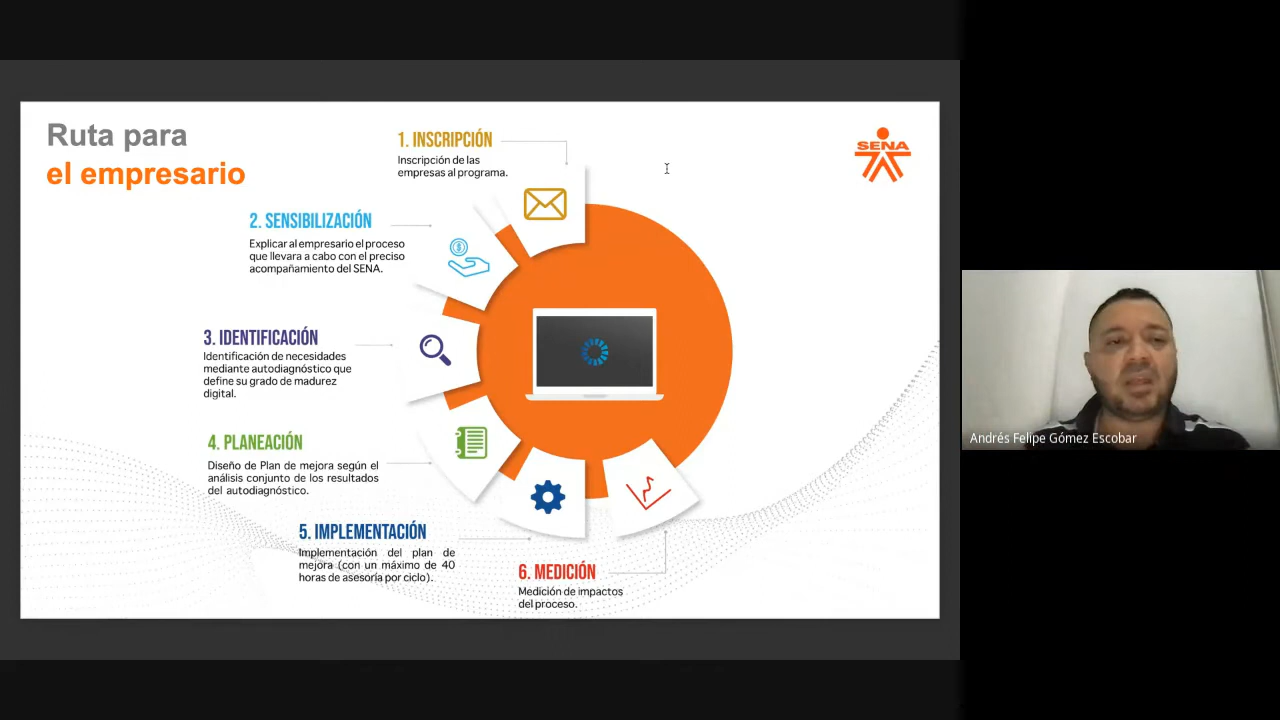 Ruta para
el empresario
1. INSCRIPCIÓN
Inscripción de las
empresas al programa.
SENA
2. SENSIBILIZACIÓN
Explicar al empresario el proceso
que llevara a cabo con el preciso
acompañamiento del SENA.
3. IDENTIFICACIÓN
Identificación de necesidades
mediante autodiagnóstico que
define su grado de madurez
digital.
4. PLANEACIÓN
Diseño de Plan de mejora según el
análisis conjunto de los resultados
del autodiagnóstico.
5. IMPLEMENTACIÓN
Implementación del plan de
mejora (con un máximo de 40
horas de asesoría por ciclo).
6. MEDICIÓN
Medición de impactos
del proceso.
Andrés Felipe Gómez Escobar